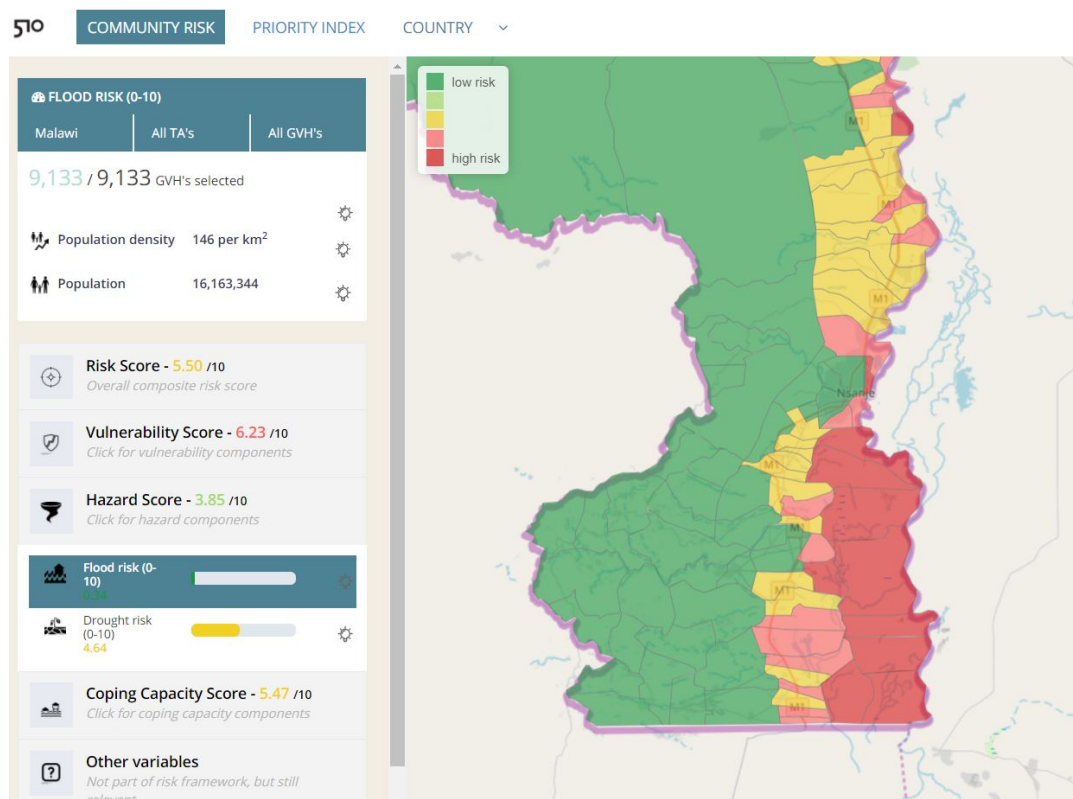 510
COMMUNITY RISK
PRIORITY INDEX
COUNTRY
FLOOD RISK (0-10)
Malawi
All TA's
All GVH's
9,133 / 9,133 GVH's selected
Population density 146 per km²
Population 16,163,344
Risk Score - 5.50 /10
Overall composite risk score
Vulnerability Score - 6.23 /10
Click for vulnerability components
Hazard Score - 3.85 /10
Click for hazard components
Flood risk (0-
10)
0.34
Drought risk
(0-10)
4.64
Coping Capacity Score - 5.47 /10
Click for coping capacity components
Other variables
Not part of risk framework, but still
relevant
low risk
high risk
M1
M1
M1
Nsanje
M1
M1
M1
M1